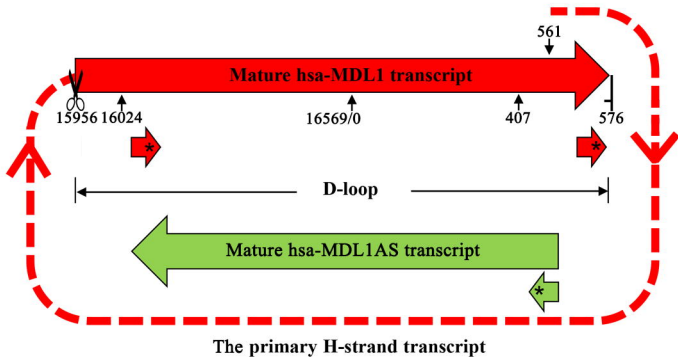 561
Mature hsa-MDL1 transcript
15956 16024 16569/0 407 576
* *
D-loop
Mature hsa-MDL1AS transcript
*
The primary H-strand transcript